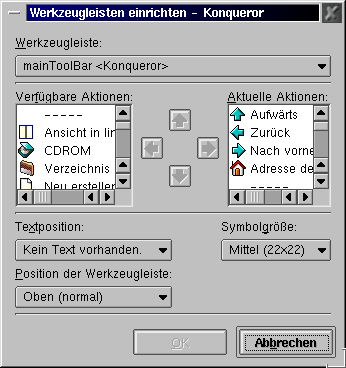 Werkzeugleisten einrichten - Konqueror
Werkzeugleiste:
mainToolBar <Konqueror>
Verfügbare Aktionen:
Aktuelle Aktionen:
-----
Ansicht in lin
CDROM
Verzeichnis
Neu erstellen
Aufwärts
Zurück
Nach vorne
Adresse de
-----
Textposition:
Symbolgröße:
Kein Text vorhanden.
Mittel (22x22)
Position der Werkzeugleiste:
Oben (normal)
OK
Abbrechen